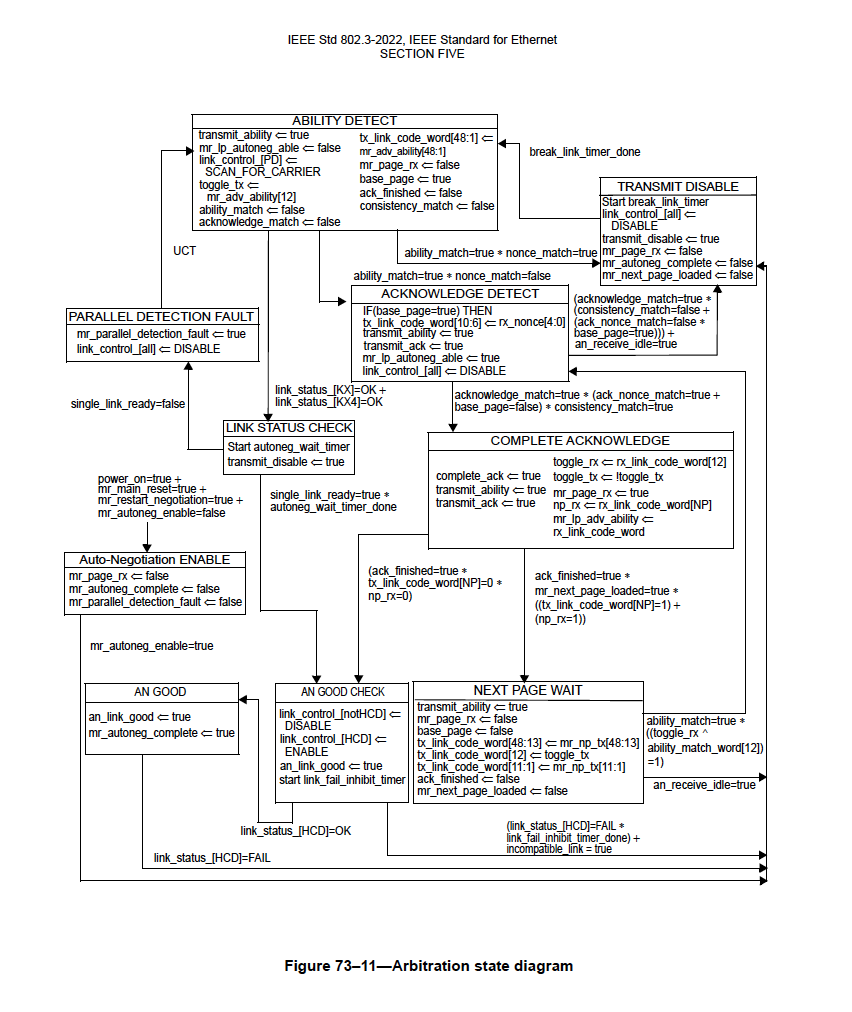 IEEE Std 802.3-2022, IEEE Standard for Ethernet
SECTION FIVE
ABILITY DETECT
transmit_ability ⇐ true
mr_lp_autoneg_able ⇐ false
link_control_[PD] ⇐
SCAN_FOR_CARRIER
toggle_tx ⇐
mr_adv_ability[12]
ability_match ⇐ false
acknowledge_match ⇐ false
tx_link_code_word[48:1] ⇐
mr_adv_ability[48:1]
mr_page_rx ⇐ false
base_page ⇐ true
ack_finished ⇐ false
consistency_match ⇐ false
break_link_timer_done
TRANSMIT DISABLE
Start break_link_timer
link_control_[all] ⇐
DISABLE
transmit_disable ⇐ true
mr_page_rx ⇐ false
mr_autoneg_complete ⇐ false
mr_next_page_loaded ⇐ false
UCT
ability_match=true * nonce_match=true
ability_match=true * nonce_match=false
ACKNOWLEDGE DETECT
IF(base_page=true) THEN
tx_link_code_word[10:6] ⇐ rx_nonce[4:0]
transmit_ability ⇐ true
transmit_ack ⇐ true
mr_lp_autoneg_able ⇐ true
link_control_[all] ⇐ DISABLE
(acknowledge_match=true *
(consistency_match=false +
(ack_nonce_match=false *
base_page=true))) +
an_receive_idle=true
PARALLEL DETECTION FAULT
mr_parallel_detection_fault ⇐ true
link_control_[all] ⇐ DISABLE
single_link_ready=false
link_status_[KX]=OK +
link_status_[KX4]=OK
acknowledge_match=true * (ack_nonce_match=true +
base_page=false) * consistency_match=true
LINK STATUS CHECK
Start autoneg_wait_timer
transmit_disable ⇐ true
COMPLETE ACKNOWLEDGE
complete_ack ⇐ true
transmit_ability ⇐ true
transmit_ack ⇐ true
toggle_rx ⇐ rx_link_code_word[12]
toggle_tx ⇐ !toggle_tx
mr_page_rx ⇐ true
np_rx ⇐ rx_link_code_word[NP]
mr_lp_adv_ability ⇐
rx_link_code_word
power_on=true +
mr_main_reset=true +
mr_restart_negotiation=true +
mr_autoneg_enable=false
single_link_ready=true *
autoneg_wait_timer_done
Auto-Negotiation ENABLE
mr_page_rx ⇐ false
mr_autoneg_complete ⇐ false
mr_parallel_detection_fault ⇐ false
(ack_finished=true *
tx_link_code_word[NP]=0 *
np_rx=0)
ack_finished=true *
mr_next_page_loaded=true *
((tx_link_code_word[NP]=1) +
(np_rx=1))
mr_autoneg_enable=true
AN GOOD
an_link_good ⇐ true
mr_autoneg_complete ⇐ true
AN GOOD CHECK
link_control_[notHCD] ⇐
DISABLE
link_control_[HCD] ⇐
ENABLE
an_link_good ⇐ true
start link_fail_inhibit_timer
NEXT PAGE WAIT
transmit_ability ⇐ true
mr_page_rx ⇐ false
base_page ⇐ false
tx_link_code_word[48:13] ⇐ mr_np_tx[48:13]
tx_link_code_word[12] ⇐ toggle_tx
tx_link_code_word[11:1] ⇐ mr_np_tx[11:1]
ack_finished ⇐ false
mr_next_page_loaded ⇐ false
ability_match=true *
((toggle_rx ^
ability_match_word[12])
=1)
an_receive_idle=true
link_status_[HCD]=OK
(link_status_[HCD]=FAIL *
link_fail_inhibit_timer_done) +
incompatible_link = true
link_status_[HCD]=FAIL
Figure 73–11—Arbitration state diagram